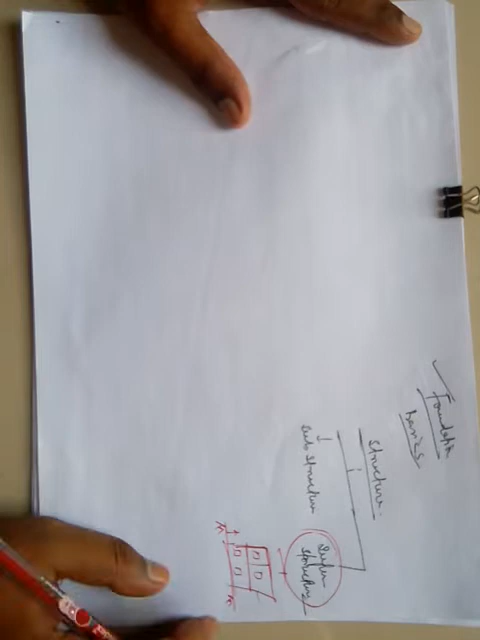 Foundation
basics
Structure:
Sub Structure
Super
Structure